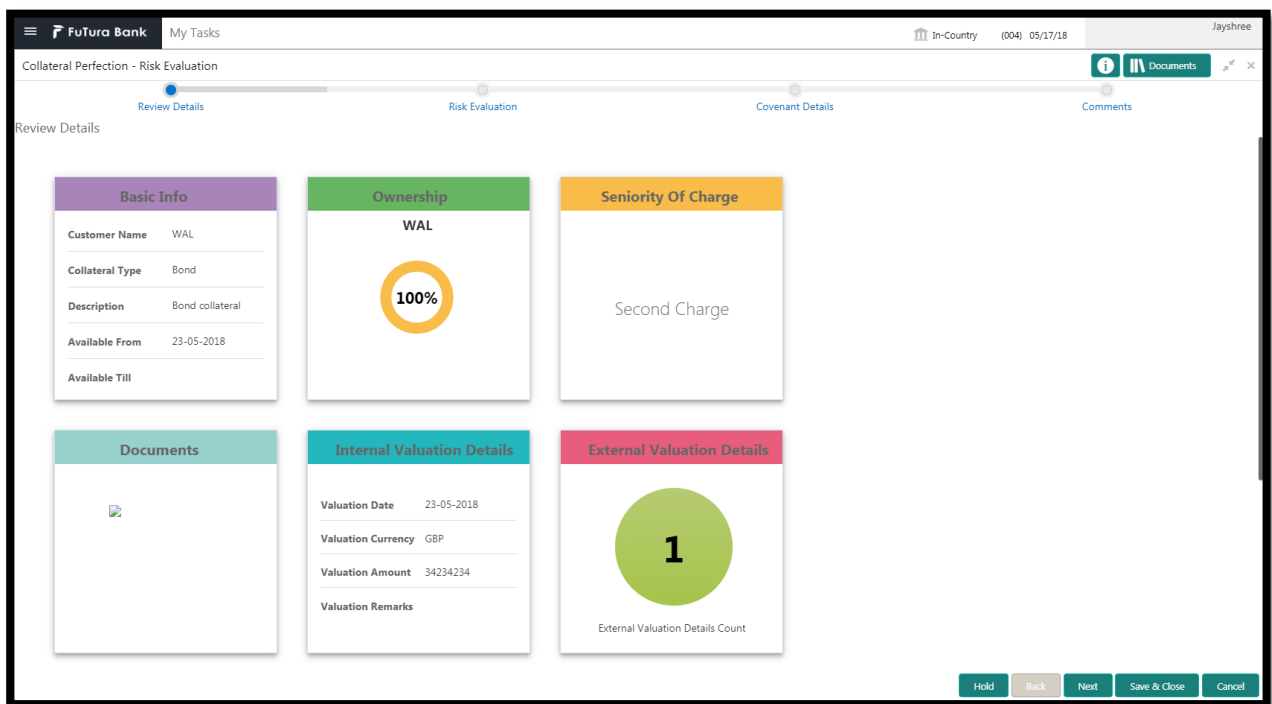 FuTura Bank My Tasks In-Country (004) 05/17/18 Jayshree
Collateral Perfection - Risk Evaluation i Documents
Review Details Risk Evaluation Covenant Details Comments
Review Details
Basic Info
Customer Name WAL
Collateral Type Bond
Description Bond collateral
Available From 23-05-2018
Available Till
Ownership
WAL
100%
Seniority Of Charge
Second Charge
Documents
Internal Valuation Details
Valuation Date 23-05-2018
Valuation Currency GBP
Valuation Amount 34234234
Valuation Remarks
External Valuation Details
1
External Valuation Details Count
Hold Back Next Save & Close Cancel